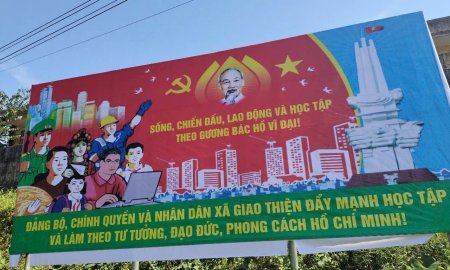 SỐNG, CHIẾN ĐẤU, LAO ĐỘNG VÀ HỌC TẬP
THEO GƯƠNG BÁC HỒ VĨ ĐẠI!
ĐẢNG BỘ, CHÍNH QUYỀN VÀ NHÂN DÂN XÃ GIAO THIỆN ĐẨY MẠNH HỌC TẬP
VÀ LÀM THEO TƯ TƯỞNG, ĐẠO ĐỨC, PHONG CÁCH HỒ CHÍ MINH!